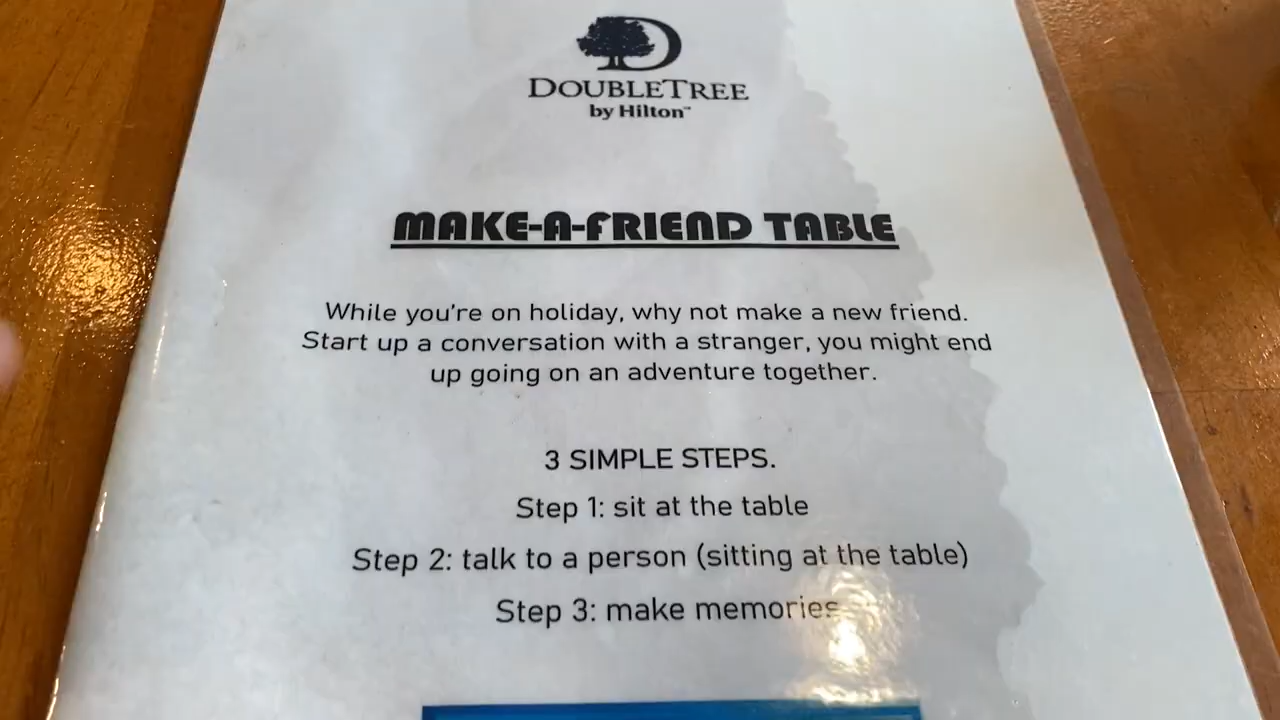 DOUBLETREE
by Hilton™
MAKE-A-FRIEND TABLE
While you're on holiday, why not make a new friend.
Start up a conversation with a stranger, you might end
up going on an adventure together.
3 SIMPLE STEPS.
Step 1: sit at the table
Step 2: talk to a person (sitting at the table)
Step 3: make memories